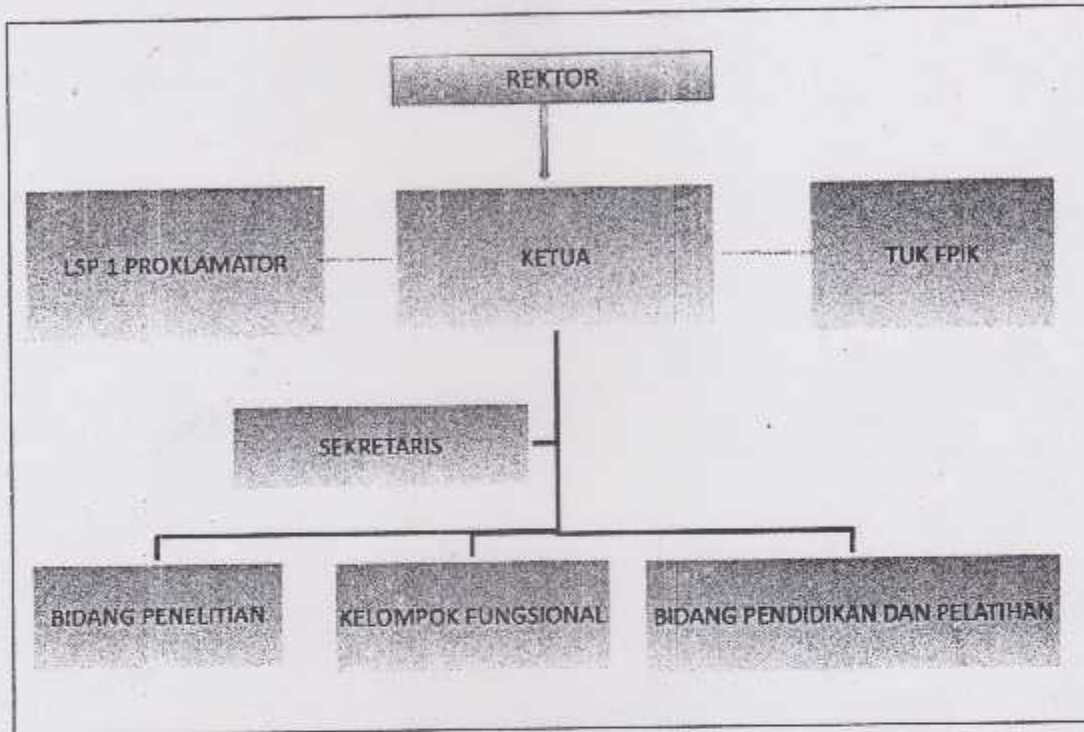 REKTOR
LSP 1 PROKLAMATOR
KETUA
TUK FPIK
SEKRETARIS
BIDANG PENELITIAN
KELOMPOK FUNGSIONAL
BIDANG PENDIDIKAN DAN PELATIHAN